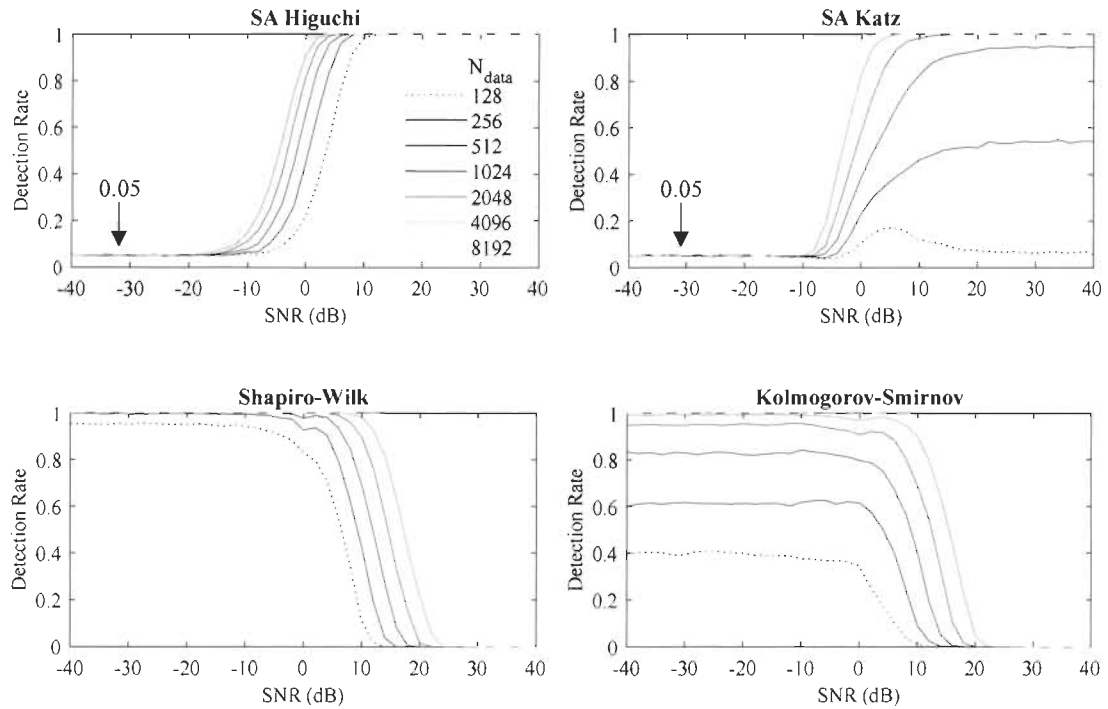 SA Higuchi
Detection Rate
1
0.8
0.6
0.4
0.2
0
0.05
N_data
128
256
512
1024
2048
4096
8192
-40 -30 -20 -10 0 10 20 30 40
SNR (dB)
SA Katz
Detection Rate
1
0.8
0.6
0.4
0.2
0
0.05
-40 -30 -20 -10 0 10 20 30 40
SNR (dB)
Shapiro-Wilk
Detection Rate
1
0.8
0.6
0.4
0.2
0
-40 -30 -20 -10 0 10 20 30 40
SNR (dB)
Kolmogorov-Smirnov
Detection Rate
1
0.8
0.6
0.4
0.2
0
-40 -30 -20 -10 0 10 20 30 40
SNR (dB)